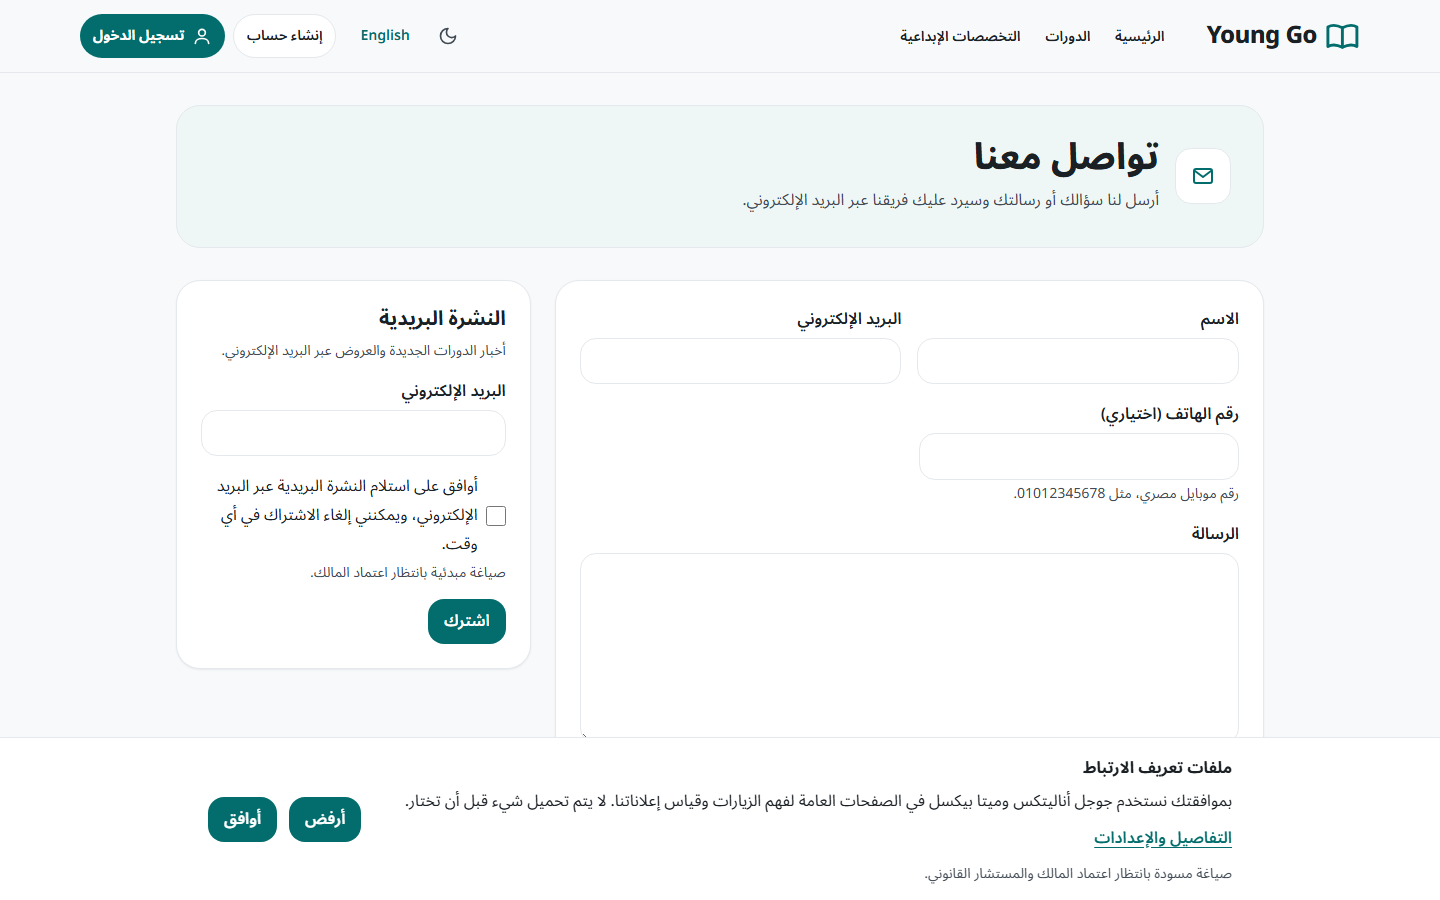 Young Go
الرئيسية
الدورات
التخصصات الإبداعية
English
إنشاء حساب
تسجيل الدخول
تواصل معنا
أرسل لنا سؤالك أو رسالتك وسيرد عليك فريقنا عبر البريد الإلكتروني.
الاسم
البريد الإلكتروني
رقم الهاتف (اختياري)
رقم موبايل مصري، مثل 01012345678.
الرسالة
النشرة البريدية
أخبار الدورات الجديدة والعروض عبر البريد الإلكتروني.
البريد الإلكتروني
أوافق على استلام النشرة البريدية عبر البريد
الإلكتروني، ويمكنني إلغاء الاشتراك في أي
وقت.
صياغة مبدئية بانتظار اعتماد المالك.
اشترك
ملفات تعريف الارتباط
بموافقتك نستخدم جوجل أناليتكس وميتا بيكسل في الصفحات العامة لفهم الزيارات وقياس إعلاناتنا. لا يتم تحميل شيء قبل أن تختار.
التفاصيل والإعدادات
صياغة مسودة بانتظار اعتماد المالك والمستشار القانوني.
أرفض
أوافق